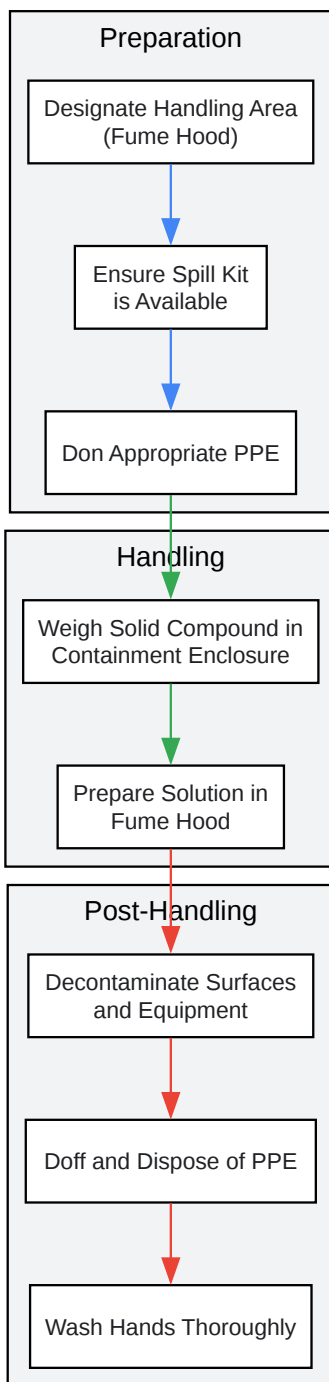 Preparation
Designate Handling Area
(Fume Hood)
Ensure Spill Kit
is Available
Don Appropriate PPE
Handling
Weigh Solid Compound in
Containment Enclosure
Prepare Solution in
Fume Hood
Post-Handling
Decontaminate Surfaces
and Equipment
Doff and Dispose of PPE
Wash Hands Thoroughly